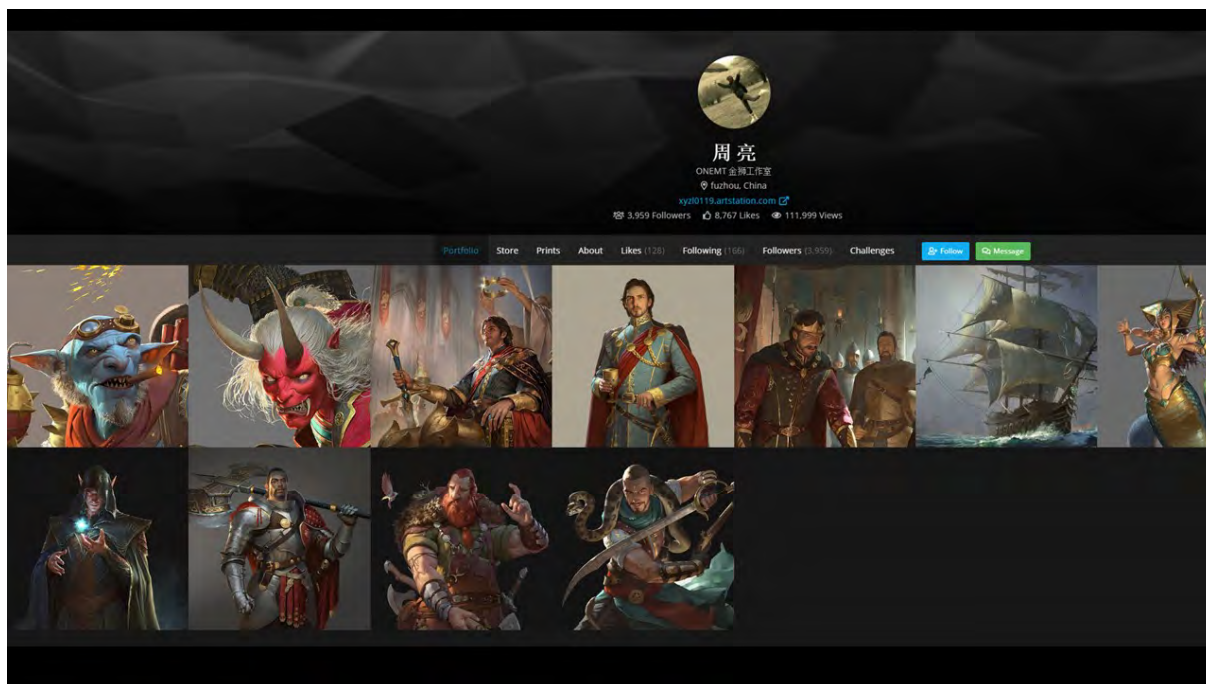 周 亮
ONEMT 金狮工作室
fuzhou, China
xyzl0119.artstation.com
3,959 Followers 8,767 Likes 111,999 Views
Portfolio Store Prints About Likes (128) Following (166) Followers (3,959) Challenges Follow Message